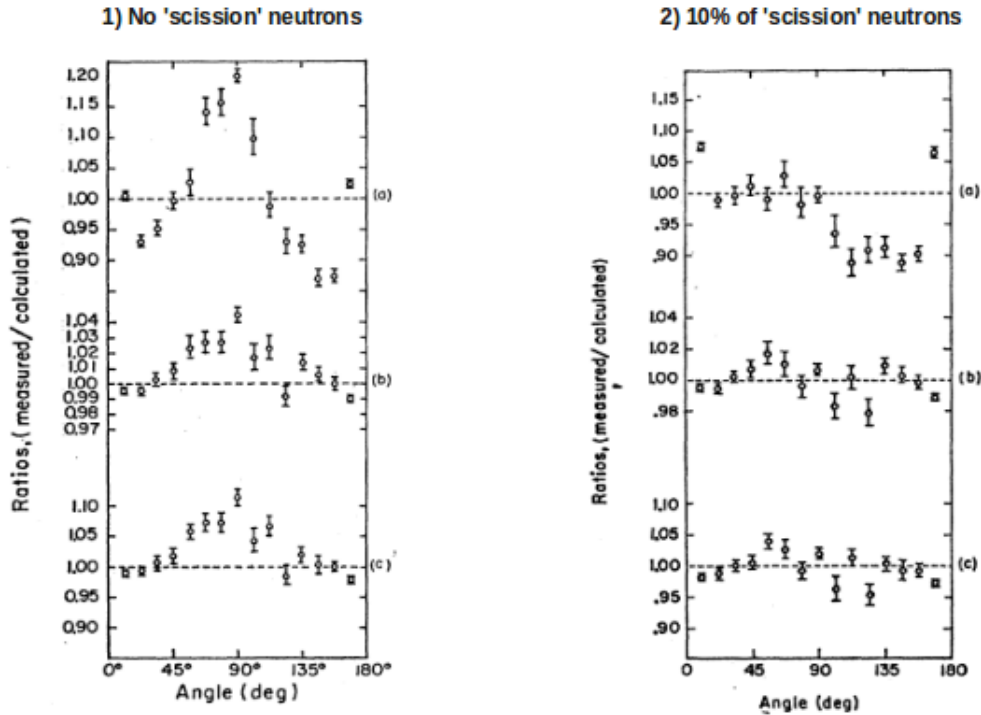 1) No 'scission' neutrons
2) 10% of 'scission' neutrons
Ratios,(measured/calculated)
1.20
1.15
1.10
1.05
1.00
0.95
0.90
(a)
1.04
1.03
1.02
1.01
1.00
0.99
0.98
0.97
(b)
1.10
1.05
1.00
0.95
0.90
(c)
0° 45° 90° 135° 180°
Angle (deg)
Ratios,(measured/calculated)
1.15
1.10
1.05
1.00
.95
.90
(a)
1.04
1.02
1.00
.98
(b)
1.10
1.05
1.00
.95
.90
(c)
0 45 90 135 180
Angle (deg)